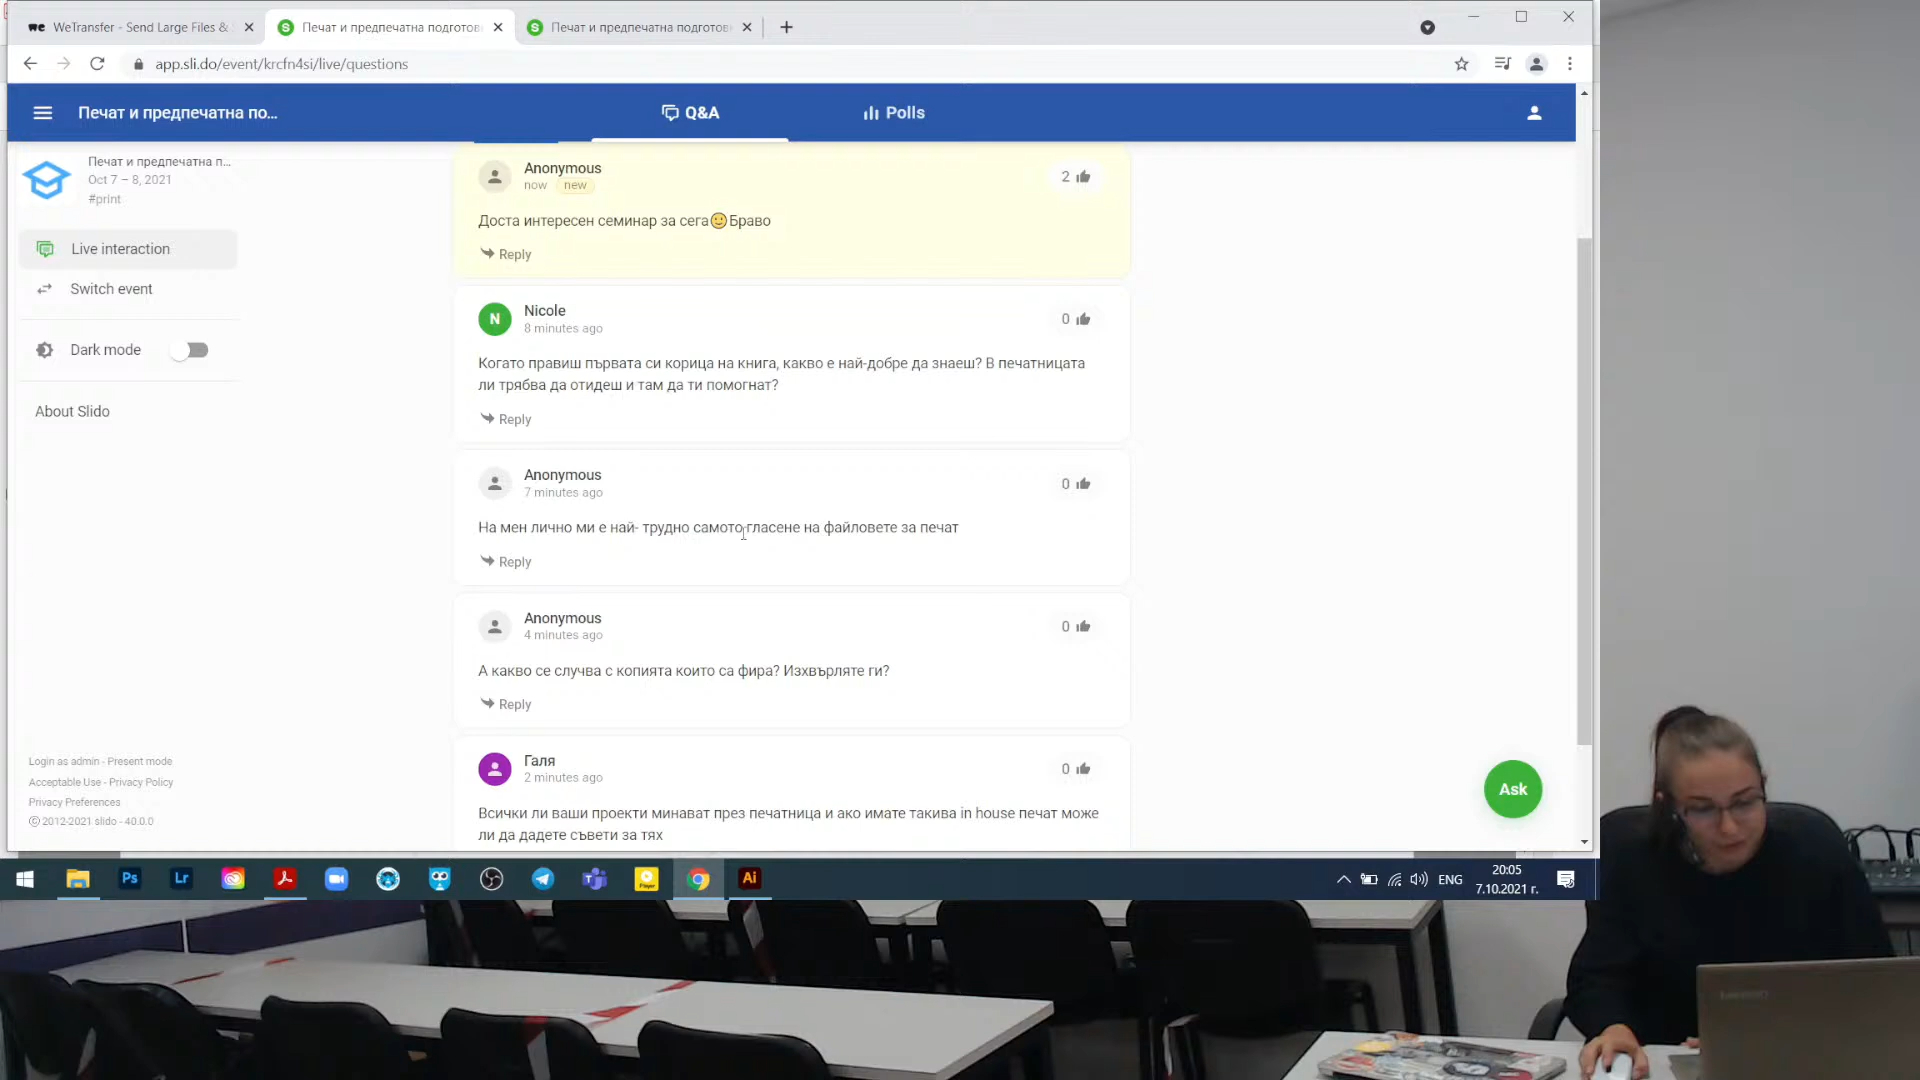 WeTransfer - Send Large Files &
Печат и предпечатна подготов
Печат и предпечатна подготовк
app.sli.do/event/krcfn4si/live/questions
Печат и предпечатна по...
Q&A
Polls
Печат и предпечатна п...
Oct 7 – 8, 2021
#print
Live interaction
Switch event
Dark mode
About Slido
Login as admin - Present mode
Acceptable Use - Privacy Policy
Privacy Preferences
© 2012-2021 slido - 40.0.0
Anonymous
now new
2
Доста интересен семинар за сега🙂Браво
Reply
N
Nicole
8 minutes ago
0
Когато правиш първата си корица на книга, какво е най-добре да знаеш? В печатницата
ли трябва да отидеш и там да ти помогнат?
Reply
Anonymous
7 minutes ago
0
На мен лично ми е най- трудно самото гласене на файловете за печат
Reply
Anonymous
4 minutes ago
0
А какво се случва с копията които са фира? Изхвърляте ги?
Reply
Галя
2 minutes ago
0
Всички ли ваши проекти минават през печатница и ако имате такива in house печат може
ли да дадете съвети за тях
Ask
Ps
Lr
Ai
ENG
20:05
7.10.2021 г.